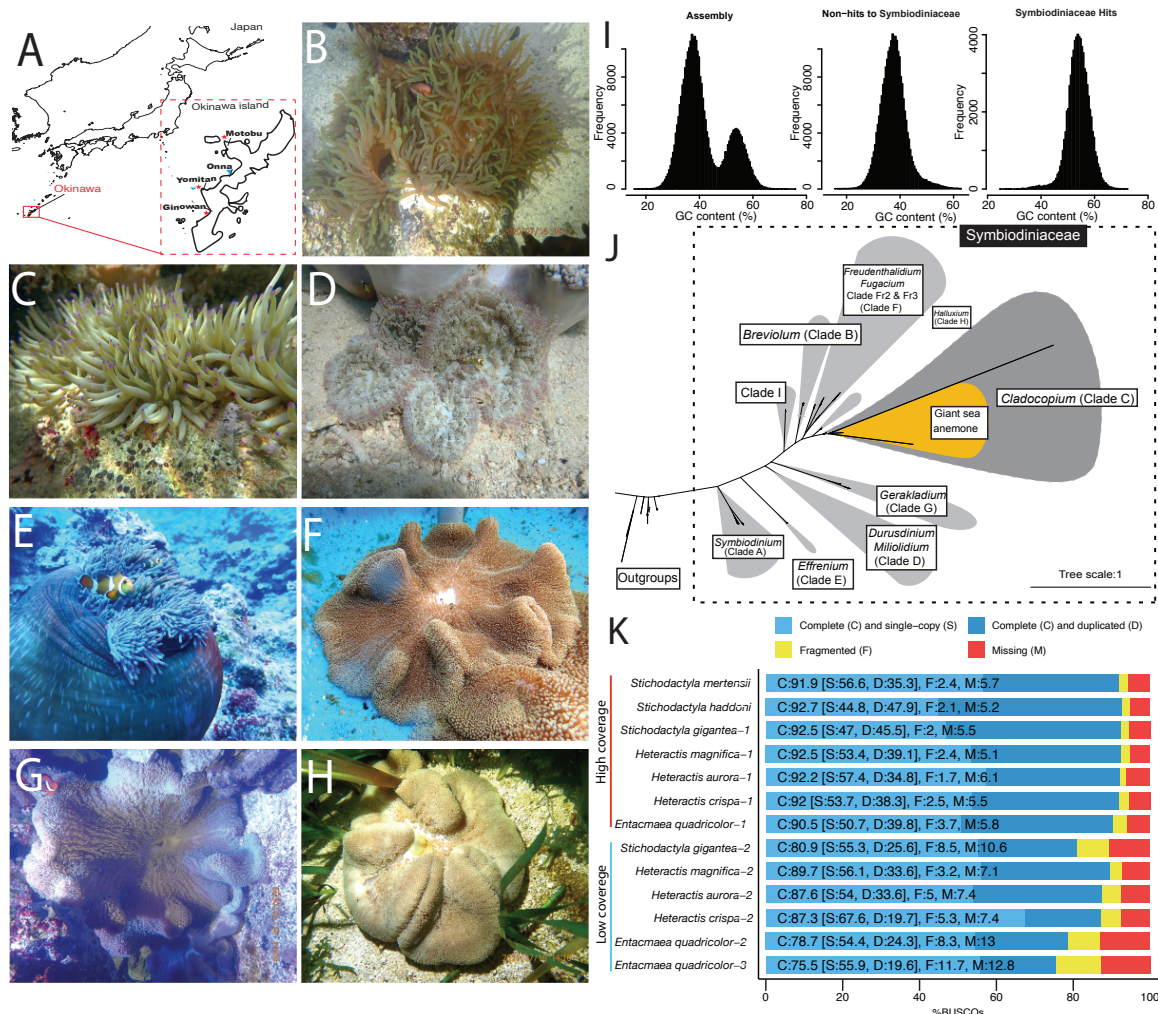 A
Japan
Okinawa island
Motobu
Onna
Yomitan
Ginowan
Okinawa
B
C
D
E
F
G
H
I
Assembly
Non-hits to Symbiodiniaceae
Symbiodiniaceae Hits
Frequency
0 4000 8000
20 40 60 80
GC content (%)
Frequency
0 4000 8000
20 30 40 50 60
GC content (%)
Frequency
0 2000 4000
30 40 50 60 70 80
GC content (%)
J
Symbiodiniaceae
Freudenthalidium
Fugacium
Clade Fr2 & Fr3
(Clade F)
Halluxium
(Clade H)
Breviolum (Clade B)
Clade I
Cladocopium (Clade C)
Giant sea
anemone
Gerakladium
(Clade G)
Durusdinium
Miliolidium
(Clade D)
Symbiodinium
(Clade A)
Effrenium
(Clade E)
Outgroups
Tree scale:1
K
Complete (C) and single-copy (S)
Complete (C) and duplicated (D)
Fragmented (F)
Missing (M)
High coverage
Stichodactyla mertensii C:91.9 [S:56.6, D:35.3], F:2.4, M:5.7
Stichodactyla haddoni C:92.7 [S:44.8, D:47.9], F:2.1, M:5.2
Stichodactyla gigantea-1 C:92.5 [S:47, D:45.5], F:2, M:5.5
Heteractis magnifica-1 C:92.5 [S:53.4, D:39.1], F:2.4, M:5.1
Heteractis aurora-1 C:92.2 [S:57.4, D:34.8], F:1.7, M:6.1
Heteractis crispa-1 C:92 [S:53.7, D:38.3], F:2.5, M:5.5
Entacmaea quadricolor-1 C:90.5 [S:50.7, D:39.8], F:3.7, M:5.8
Low coverege
Stichodactyla gigantea-2 C:80.9 [S:55.3, D:25.6], F:8.5, M:10.6
Heteractis magnifica-2 C:89.7 [S:56.1, D:33.6], F:3.2, M:7.1
Heteractis aurora-2 C:87.6 [S:54, D:33.6], F:5, M:7.4
Heteractis crispa-2 C:87.3 [S:67.6, D:19.7], F:5.3, M:7.4
Entacmaea quadricolor-2 C:78.7 [S:54.4, D:24.3], F:8.3, M:13
Entacmaea quadricolor-3 C:75.5 [S:55.9, D:19.6], F:11.7, M:12.8
0 20 40 60 80 100
%BUSCOs